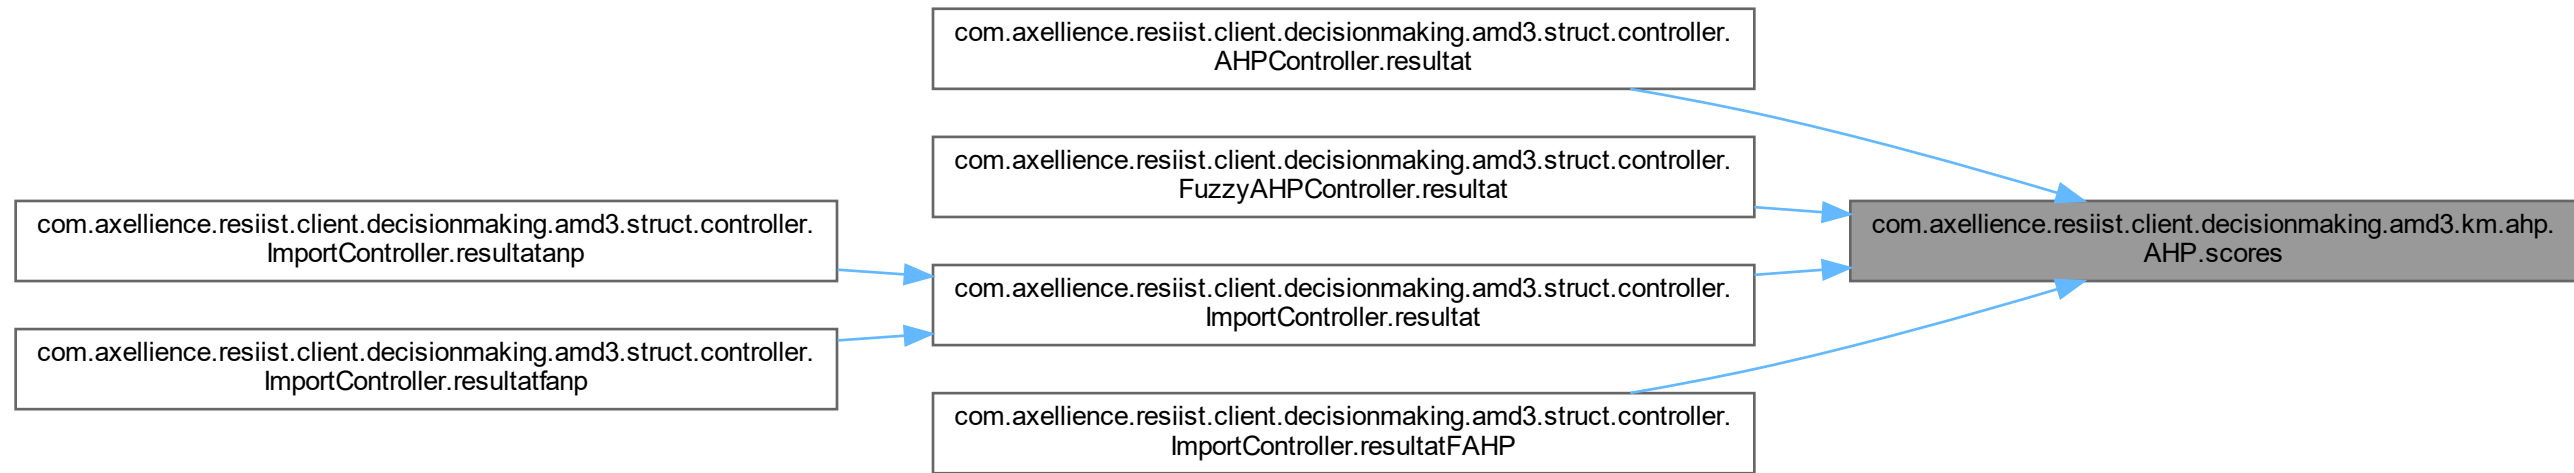 com.axellience.resiist.client.decisionmaking.amd3.struct.controller.
AHPController.resultat
com.axellience.resiist.client.decisionmaking.amd3.struct.controller.
FuzzyAHPController.resultat
com.axellience.resiist.client.decisionmaking.amd3.struct.controller.
ImportController.resultatanp
com.axellience.resiist.client.decisionmaking.amd3.km.ahp.
AHP.scores
com.axellience.resiist.client.decisionmaking.amd3.struct.controller.
ImportController.resultat
com.axellience.resiist.client.decisionmaking.amd3.struct.controller.
ImportController.resultatfanp
com.axellience.resiist.client.decisionmaking.amd3.struct.controller.
ImportController.resultatFAHP